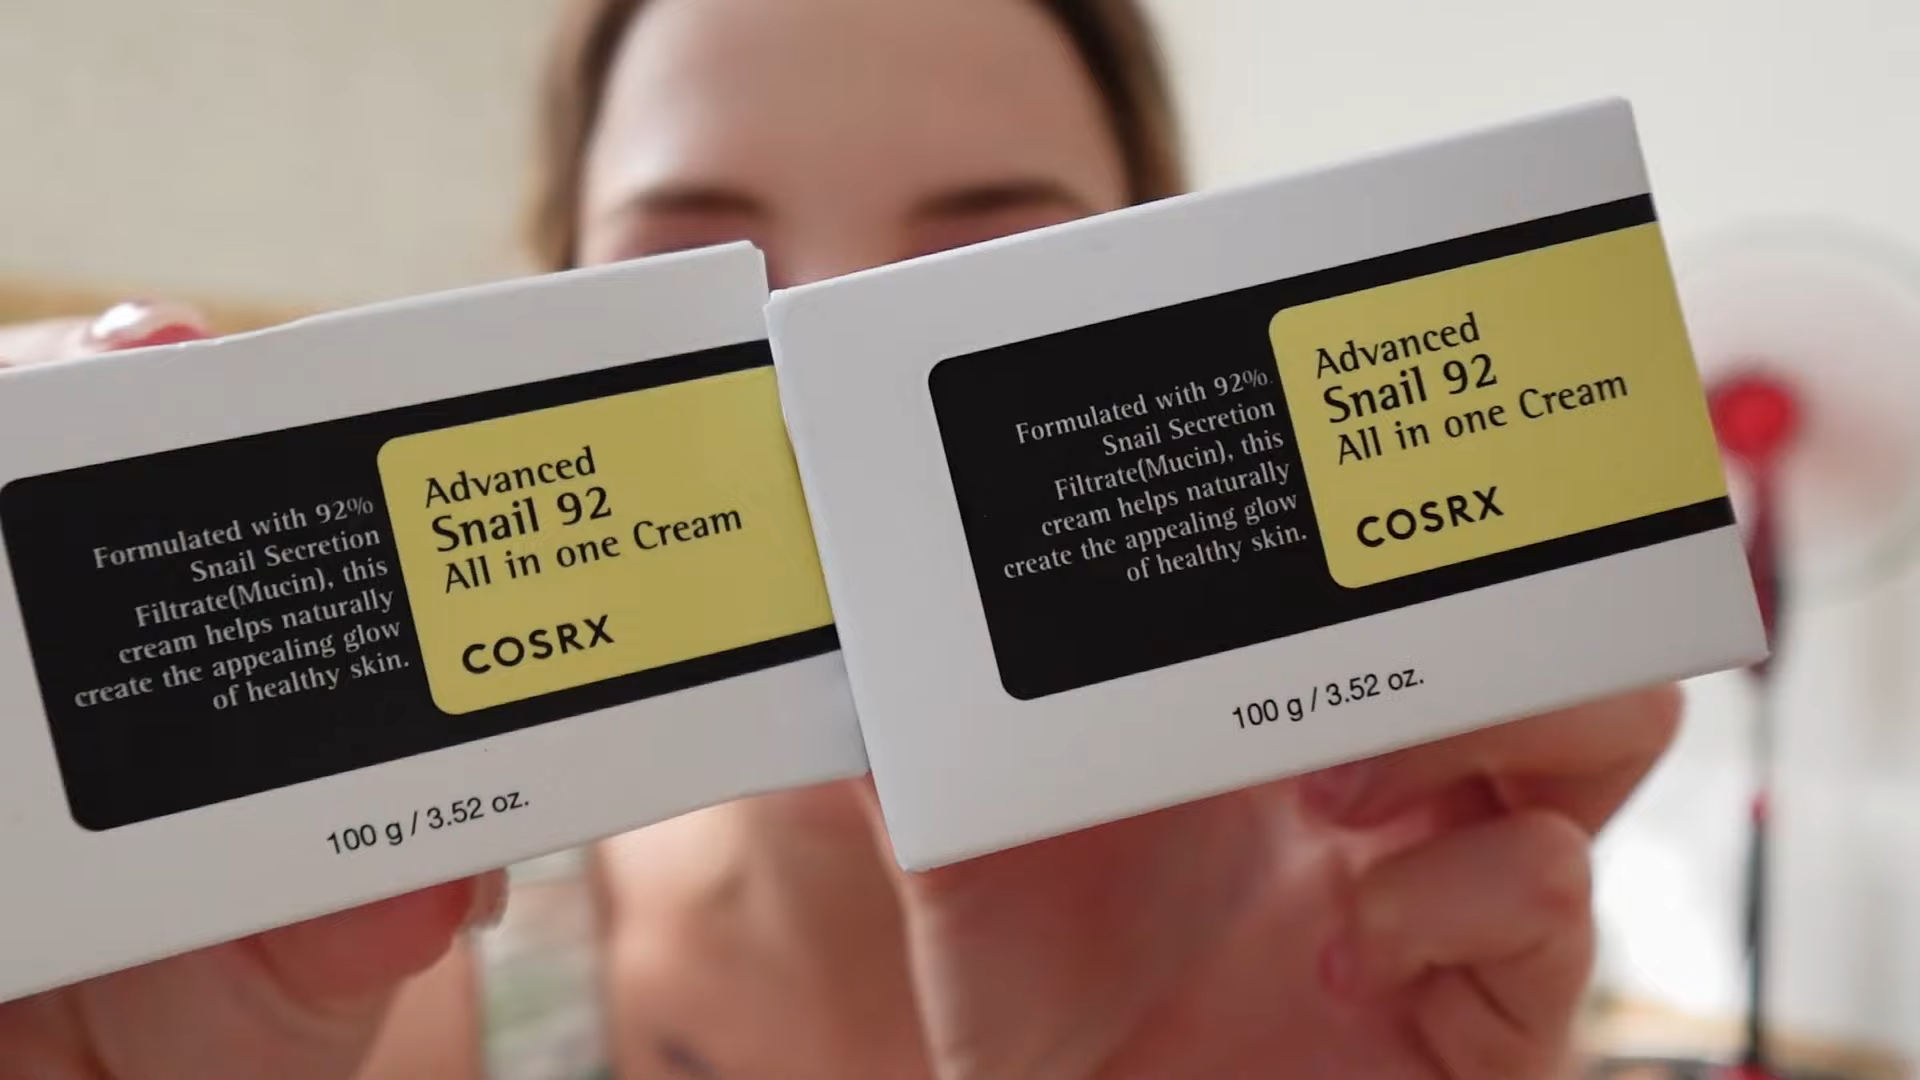 Formulated with 92%
Snail Secretion
Filtrate(Mucin), this
cream helps naturally
create the appealing glow
of healthy skin.
Advanced
Snail 92
All in one Cream
COSRX
100 g / 3.52 oz.
Formulated with 92%
Snail Secretion
Filtrate(Mucin), this
cream helps naturally
create the appealing glow
of healthy skin.
Advanced
Snail 92
All in one Cream
COSRX
100 g / 3.52 oz.